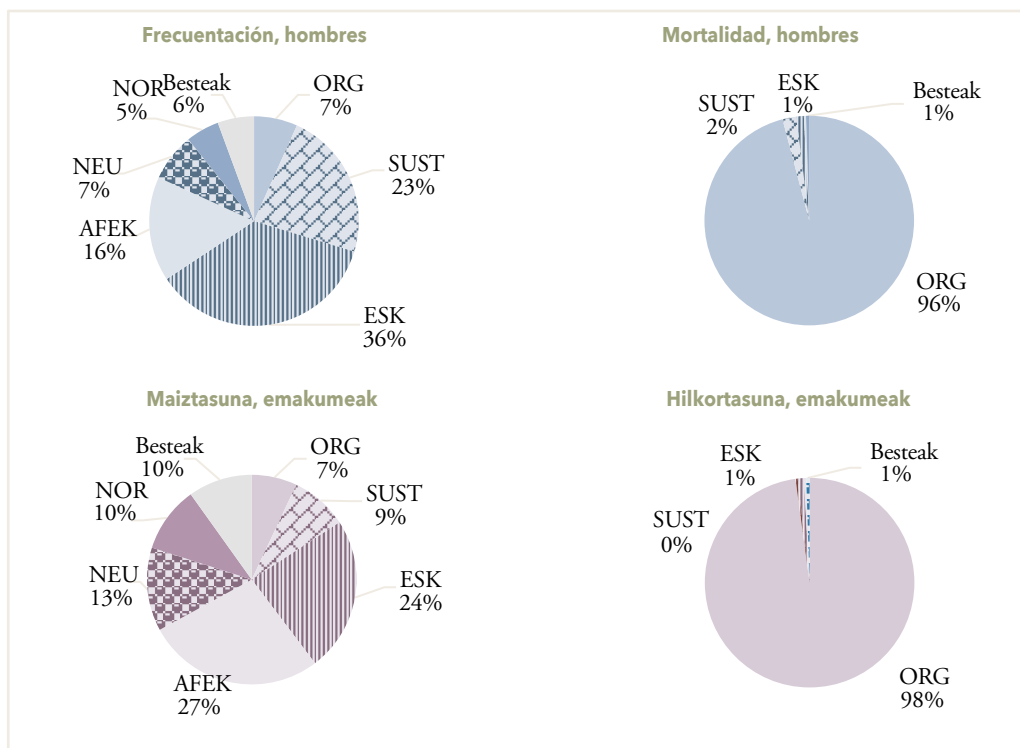 Frecuentación, hombres
NOR
5%
Besteak
6%
ORG
7%
SUST
23%
NEU
7%
AFEK
16%
ESK
36%
Mortalidad, hombres
SUST
2%
ESK
1%
Besteak
1%
ORG
96%
Maiztasuna, emakumeak
Besteak
10%
ORG
7%
NOR
10%
SUST
9%
NEU
13%
ESK
24%
AFEK
27%
Hilkortasuna, emakumeak
ESK
1%
Besteak
1%
SUST
0%
ORG
98%